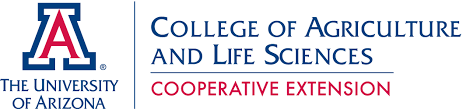 A®
THE UNIVERSITY
OF ARIZONA
COLLEGE OF AGRICULTURE
AND LIFE SCIENCES
COOPERATIVE EXTENSION